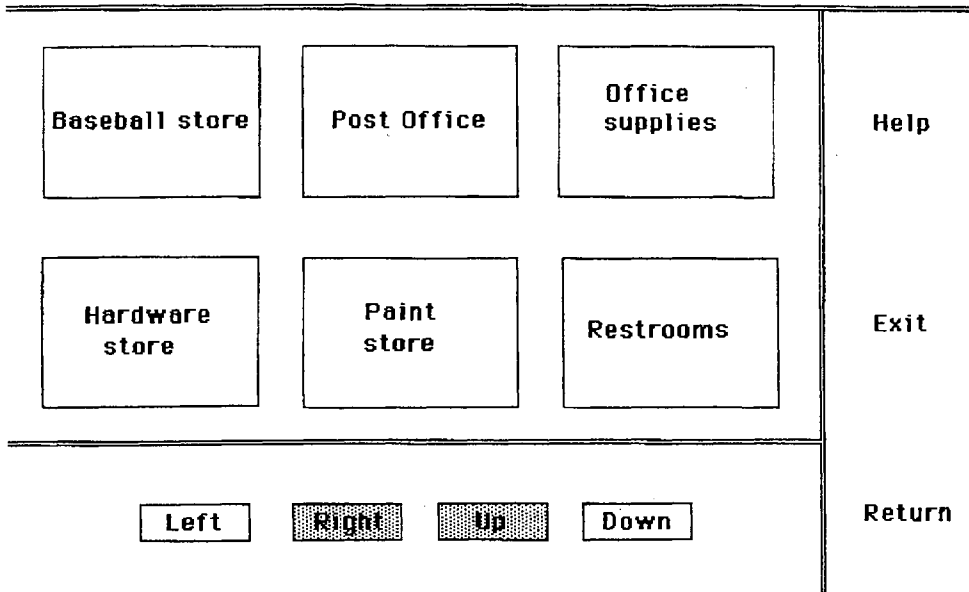 Baseball store
Post Office
Office
supplies
Help
Hardware
store
Paint
store
Restrooms
Exit
Left
Right
Up
Down
Return